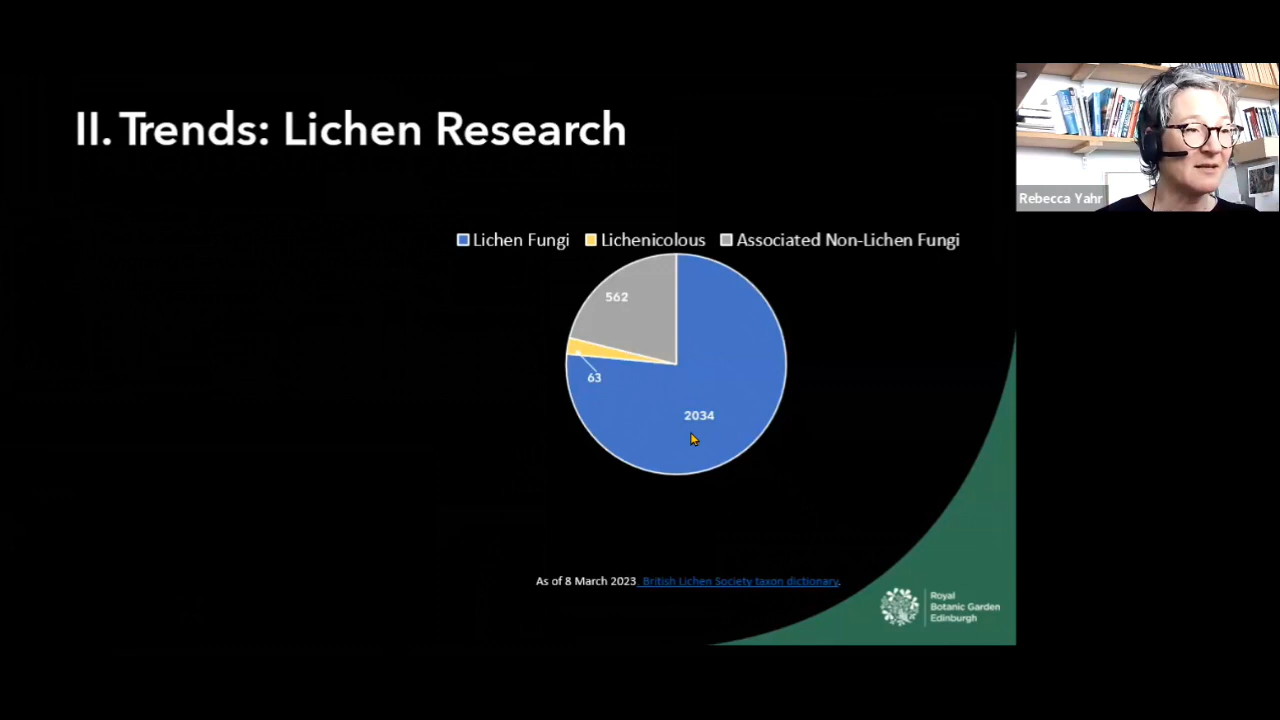 II. Trends: Lichen Research
Rebecca Yahr
Lichen Fungi Lichenicolous Associated Non-Lichen Fungi
562
63
2034
As of 8 March 2023 British Lichen Society taxon dictionary.
Royal
Botanic Garden
Edinburgh